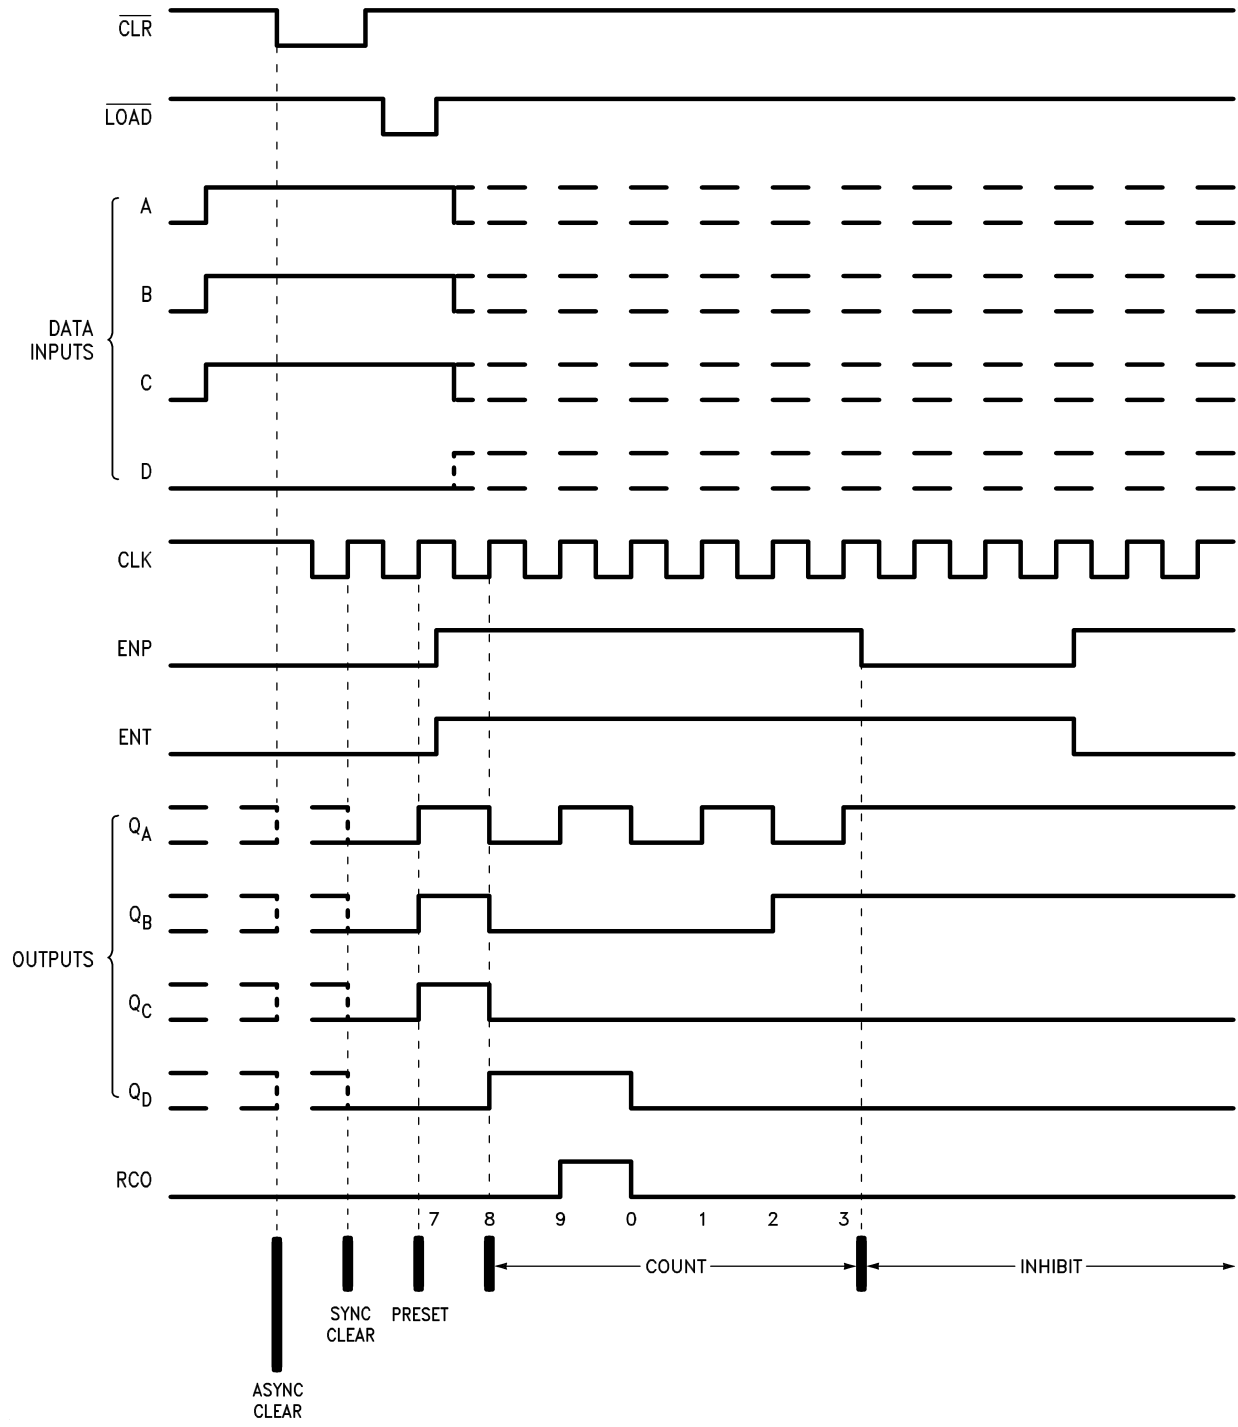 CLR
LOAD
A
B
DATA
INPUTS
C
D
CLK
ENP
ENT
QA
QB
OUTPUTS
QC
QD
RCO
7 8 9 0 1 2 3
COUNT INHIBIT
SYNC
CLEAR
PRESET
ASYNC
CLEAR